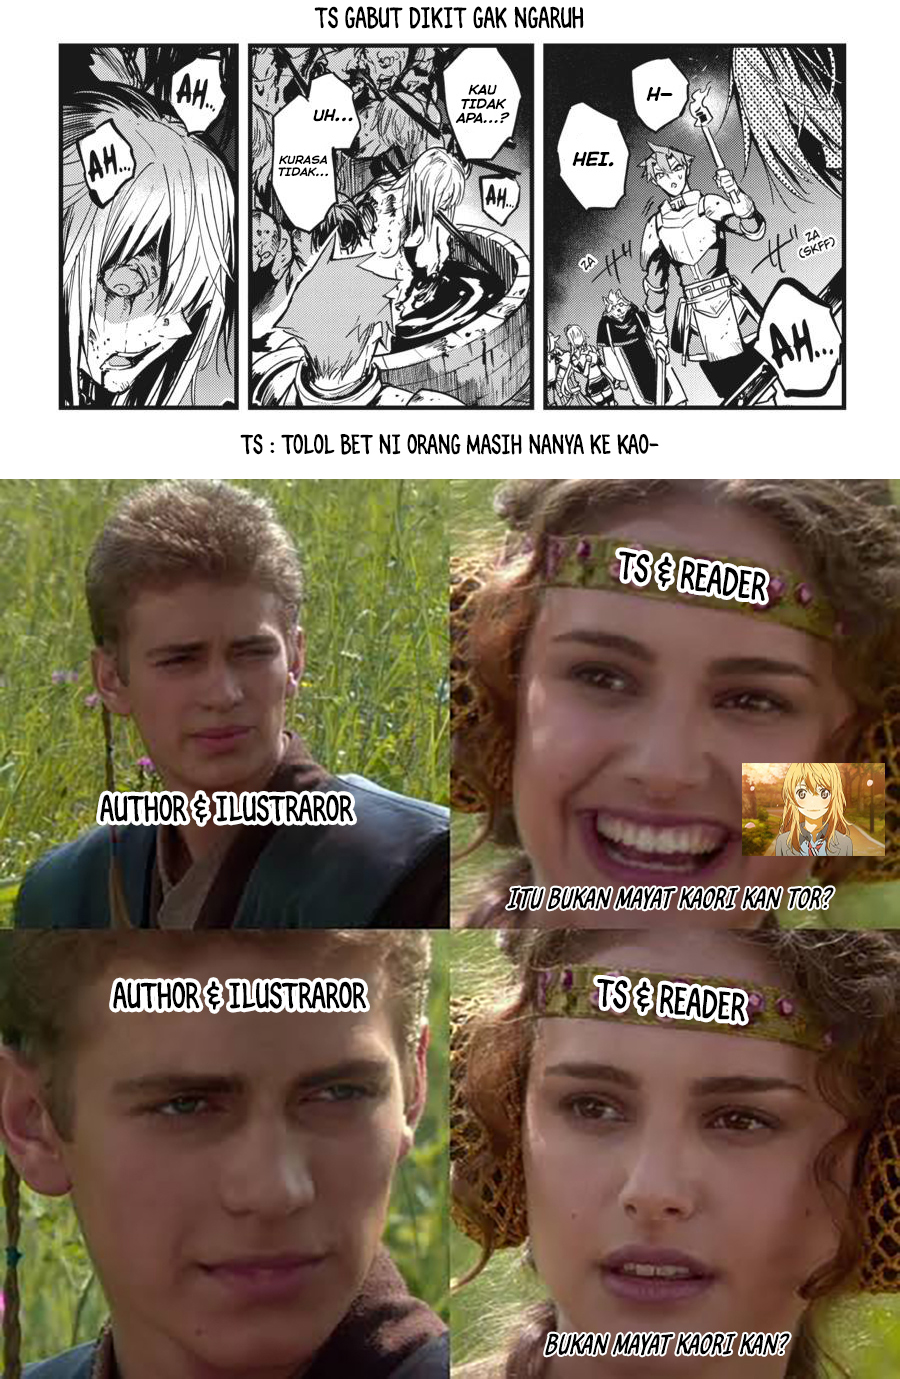 TS GABUT DIKIT GAK NGARUH
AH...
AH...
UH...
KURASA
TIDAK...
KAU
TIDAK
APA...?
AH...
H-
HEI.
ZA
ZA
(SKFF)
AH...
TS : TOLOL BET NI ORANG MASIH NANYA KE KAO-
AUTHOR & ILUSTRAROR
TS & READER
ITU BUKAN MAYAT KAORI KAN TOR?
AUTHOR & ILUSTRAROR
TS & READER
BUKAN MAYAT KAORI KAN?